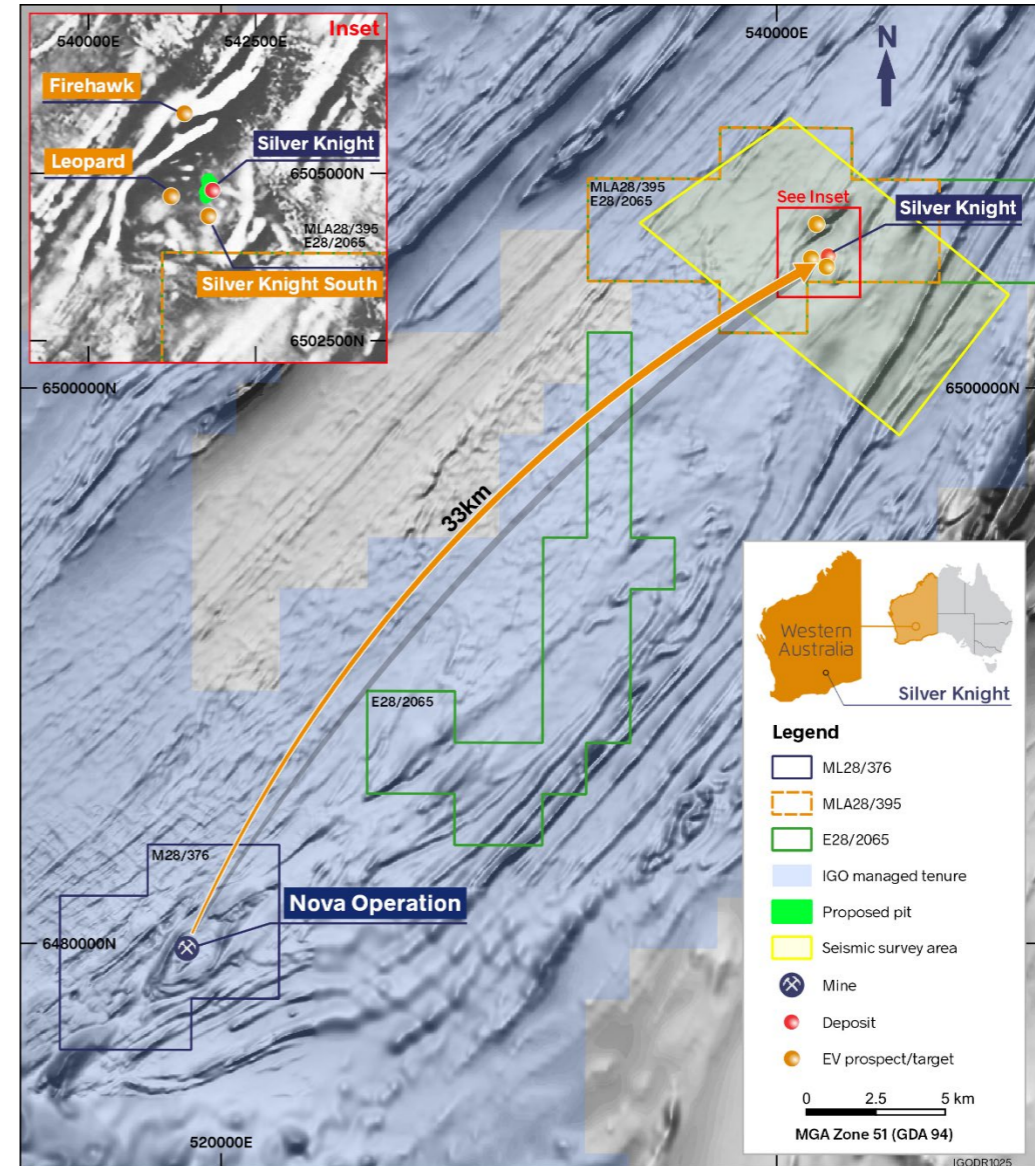 Inset
540000E
542500E
Firehawk
Silver Knight
Leopard
6505000N
MLA28/395
E28/2065
Silver Knight South
6502500N
540000E
N
MLA28/395
E28/2065
See Inset
Silver Knight
6500000N
6500000N
33km
E28/2065
M28/376
Nova Operation
6480000N
520000E
Western
Australia
Silver Knight
Legend
ML28/376
MLA28/395
E28/2065
IGO managed tenure
Proposed pit
Seismic survey area
Mine
Deposit
EV prospect/target
0 2.5 5 km
MGA Zone 51 (GDA 94)
IGODR1025